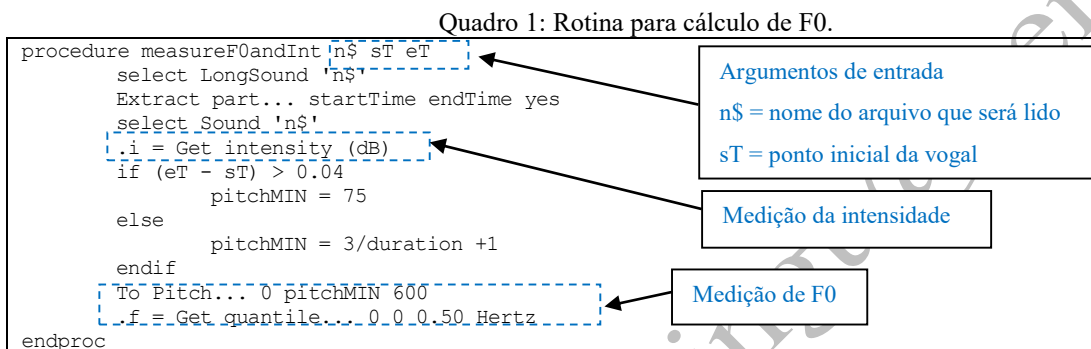 Quadro 1: Rotina para cálculo de F0.
procedure measureF0andInt n$ sT eT
select LongSound 'n$'
Extract part... startTime endTime yes
select Sound 'n$'
.i = Get intensity (dB)
if (eT - sT) > 0.04
pitchMIN = 75
else
pitchMIN = 3/duration +1
endif
To Pitch... 0 pitchMIN 600
.f = Get quantile... 0 0 0.50 Hertz
endproc
Argumentos de entrada
n$ = nome do arquivo que será lido
sT = ponto inicial da vogal
Medição da intensidade
Medição de F0